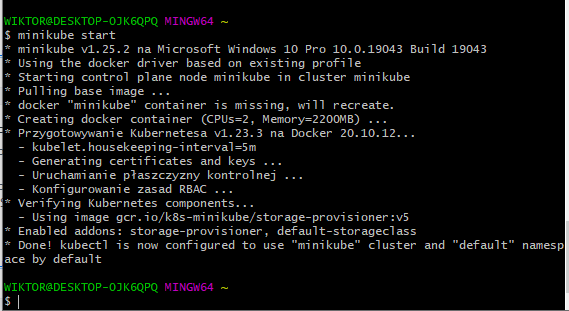 WIKTOR@DESKTOP-OJK6QPQ MINGW64 ~
$ minikube start
* minikube v1.25.2 na Microsoft Windows 10 Pro 10.0.19043 Build 19043
* Using the docker driver based on existing profile
* Starting control plane node minikube in cluster minikube
* Pulling base image ...
* docker "minikube" container is missing, will recreate.
* Creating docker container (CPUs=2, Memory=2200MB) ...
* Przygotowywanie Kubernetesa v1.23.3 na Docker 20.10.12...
  - kubelet.housekeeping-interval=5m
  - Generating certificates and keys ...
  - Uruchamianie płaszczyzny kontrolnej ...
  - Konfigurowanie zasad RBAC ...
* Verifying Kubernetes components...
  - Using image gcr.io/k8s-minikube/storage-provisioner:v5
* Enabled addons: storage-provisioner, default-storageclass
* Done! kubectl is now configured to use "minikube" cluster and "default" namesp
ace by default
WIKTOR@DESKTOP-OJK6QPQ MINGW64 ~
$